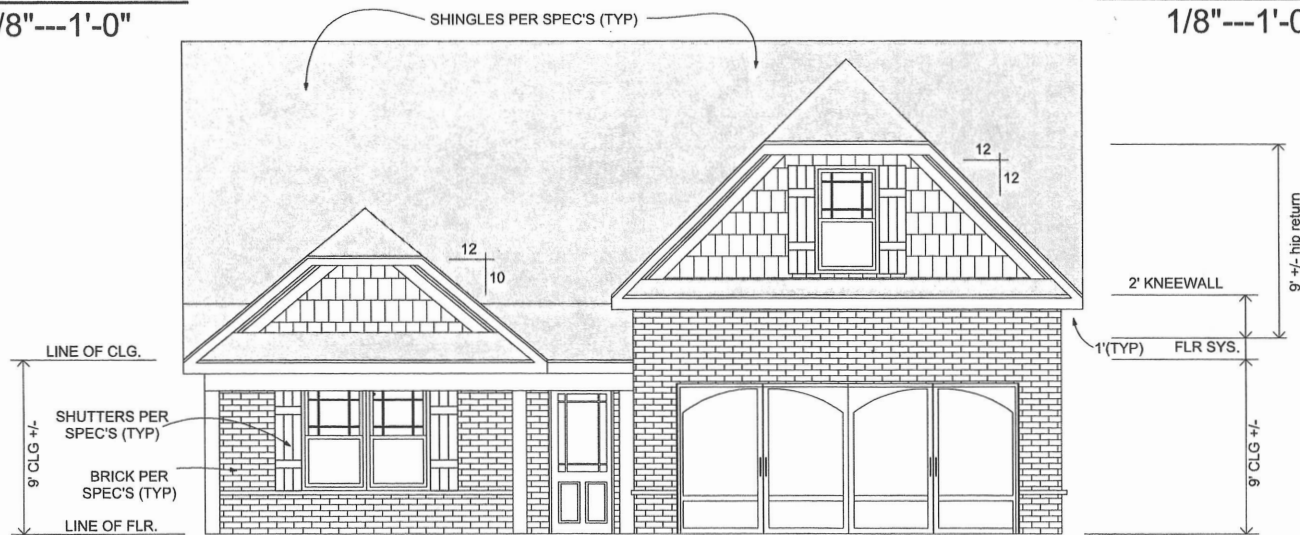 /8"---1'-0"
1/8"---1'-0
SHINGLES PER SPEC'S (TYP)
12
12
9' +/- hip return
12
10
2' KNEEWALL
1'(TYP)
FLR SYS.
LINE OF CLG.
SHUTTERS PER
SPEC'S (TYP)
9' CLG +/-
9' CLG +/-
BRICK PER
SPEC'S (TYP)
LINE OF FLR.